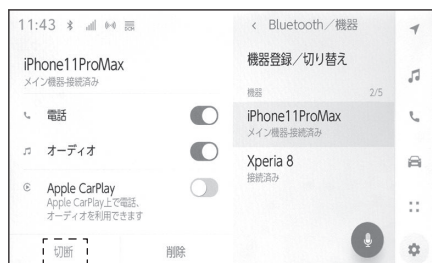 11:43
iPhone11ProMax
メイン機器-接続済み
電話
オーディオ
Apple CarPlay
Apple CarPlay上で電話、
オーディオを利用できます
切断
削除
< Bluetooth／機器
機器登録／切り替え
機器 2/5
iPhone11ProMax
メイン機器-接続済み
Xperia 8
接続済み